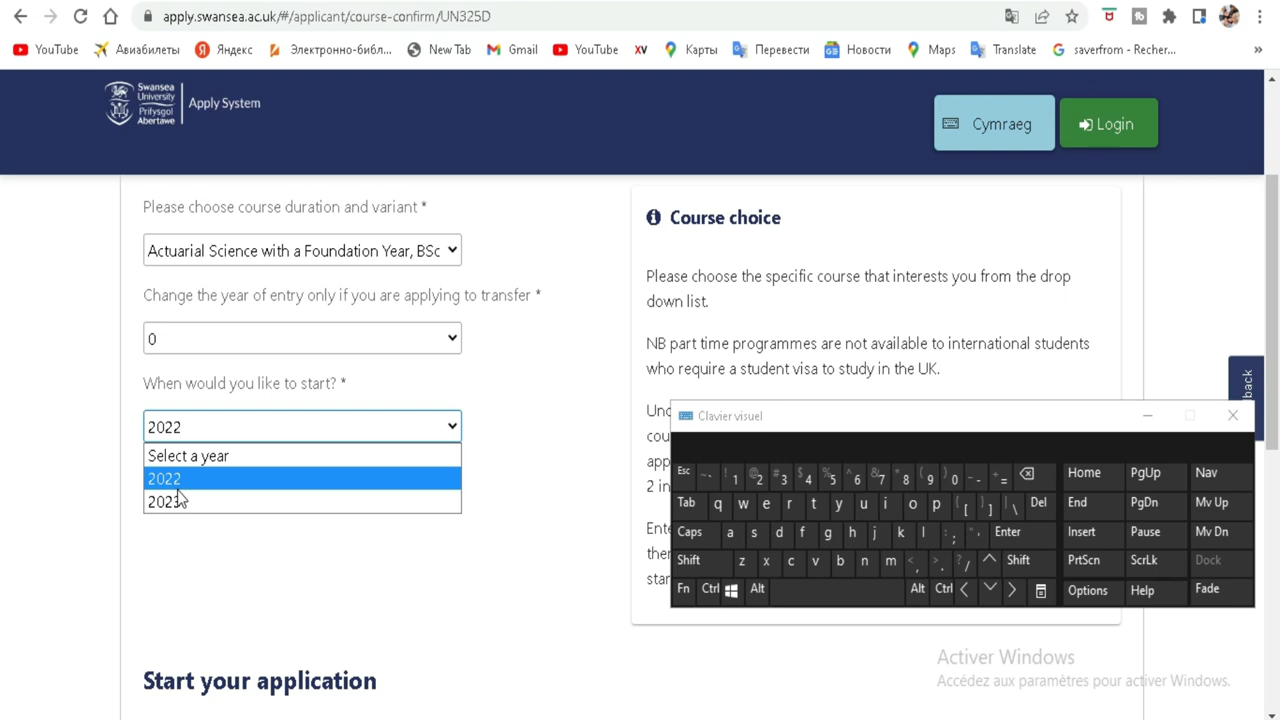 apply.swansea.ac.uk/#/applicant/course-confirm/UN325D
YouTube Авиабилеты Яндекс Электронно-библ... New Tab Gmail YouTube XV Карты Перевести Новости Maps Translate saverfrom - Recher... »
Swansea
University
Prifysgol
Abertawe
Apply System
Cymraeg
Login
Please choose course duration and variant *
Actuarial Science with a Foundation Year, BSc
Change the year of entry only if you are applying to transfer *
0
When would you like to start? *
2022
Select a year
2022
2023
Course choice
Please choose the specific course that interests you from the drop
down list.
NB part time programmes are not available to international students
who require a student visa to study in the UK.
Clavier visuel
Esc ~ ` ! 1 @ 2 # 3 $ 4 % 5 ^ 6 & 7 * 8 ( 9 ) 0 _ - + = Home PgUp Nav
Tab q w e r t y u i o p { [ } ] | \ Del End PgDn Mv Up
Caps a s d f g h j k l : ; " ' Enter Insert Pause Mv Dn
Shift z x c v b n m < , > . ? / Shift PrtScn ScrLk Dock
Fn Ctrl Alt Alt Ctrl Options Help Fade
Start your application
Activer Windows
Accédez aux paramètres pour activer Windows.